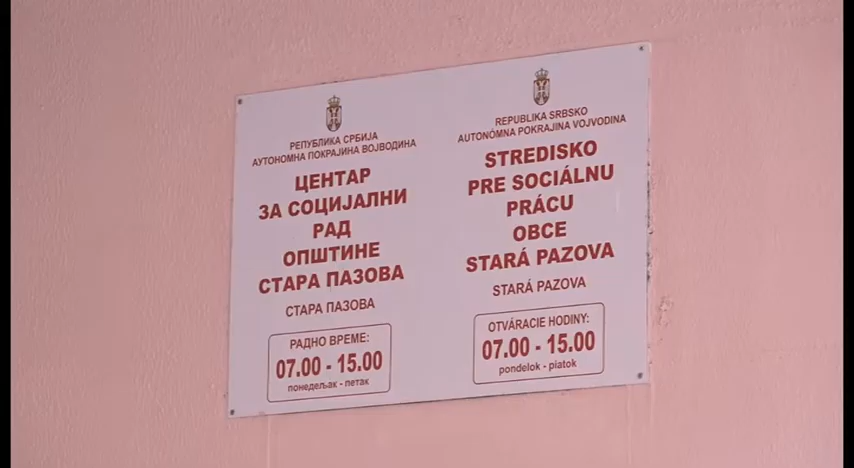 РЕПУБЛИКА СРБИЈА
АУТОНОМНА ПОКРАЈИНА ВОЈВОДИНА
ЦЕНТАР
ЗА СОЦИЈАЛНИ
РАД
ОПШТИНЕ
СТАРА ПАЗОВА
СТАРА ПАЗОВА
РАДНО ВРЕМЕ:
07.00 - 15.00
понедељак - петак
REPUBLIKA SRBSKO
AUTONÓMNA POKRAJINA VOJVODINA
STREDISKO
PRE SOCIÁLNU
PRÁCU
OBCE
STARÁ PAZOVA
STARÁ PAZOVA
OTVÁRACIE HODINY:
07.00 - 15.00
pondelok - piatok